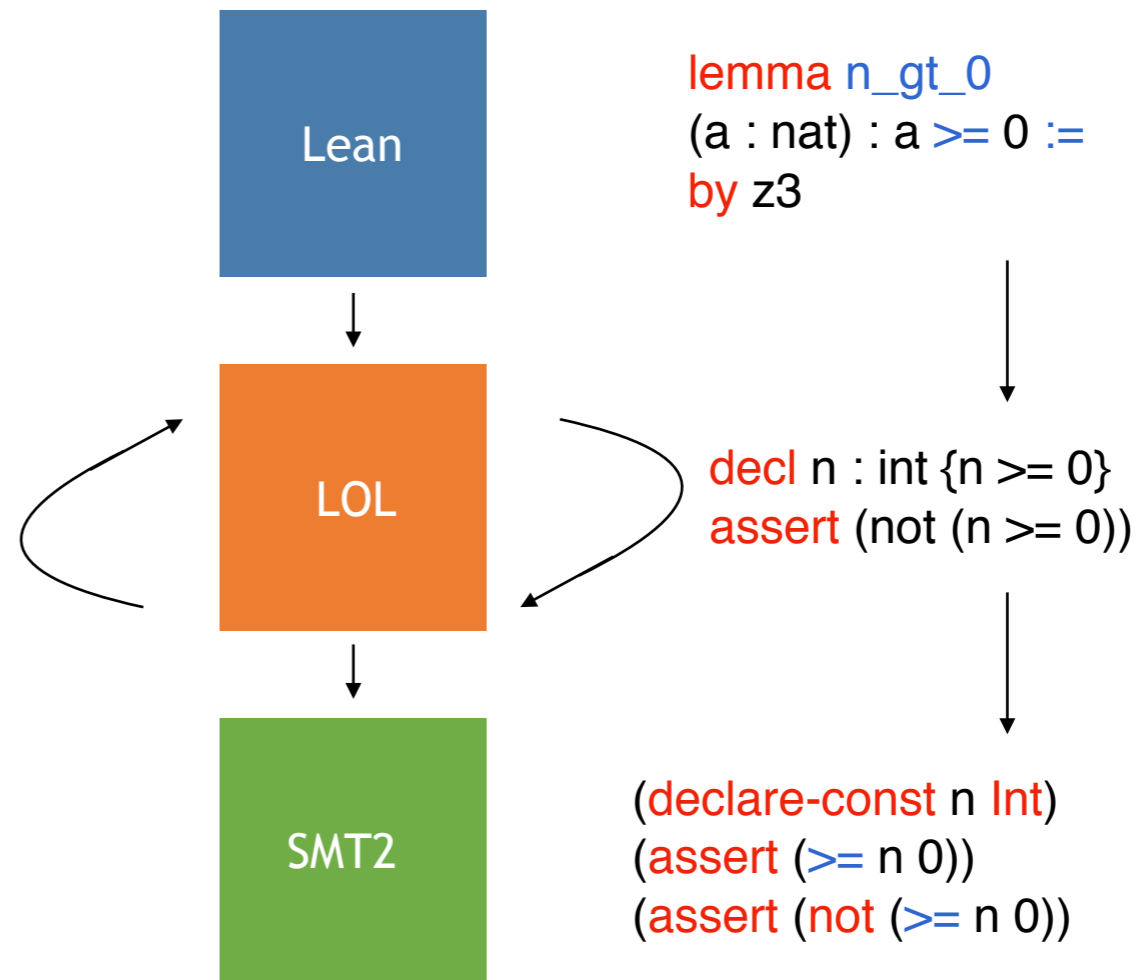 Lean
lemma n_gt_0
(a : nat) : a >= 0 :=
by z3
LOL
decl n : int {n >= 0}
assert (not (n >= 0))
SMT2
(declare-const n Int)
(assert (>= n 0))
(assert (not (>= n 0))